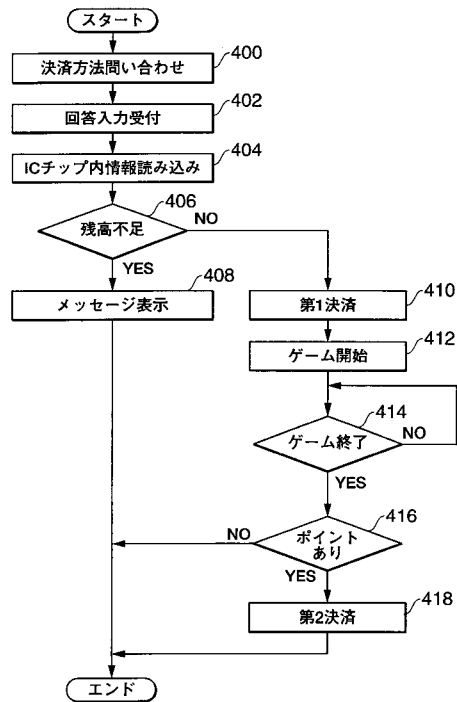 スタート
決済方法問い合わせ
400
回答入力受付
402
ICチップ内情報読み込み
404
残高不足
406
NO
YES
メッセージ表示
408
第1決済
410
ゲーム開始
412
ゲーム終了
414
NO
YES
ポイント
あり
416
NO
YES
第2決済
418
エンド